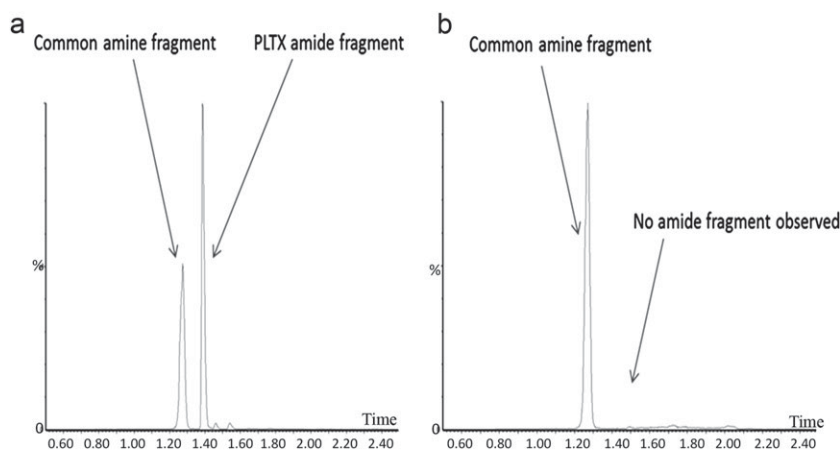 a
Common amine fragment
PLTX amide fragment
%
0
Time
0.60 0.80 1.00 1.20 1.40 1.60 1.80 2.00 2.20 2.40
b
Common amine fragment
No amide fragment observed
%
0
Time
0.60 0.80 1.00 1.20 1.40 1.60 1.80 2.00 2.20 2.40